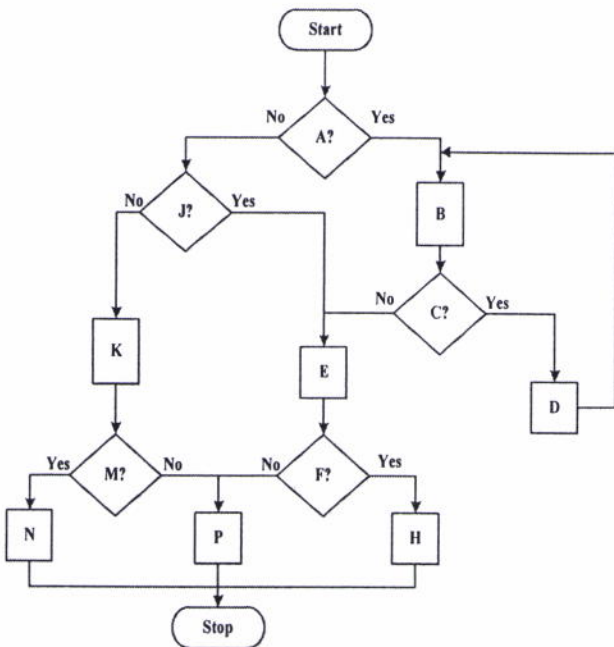 Start
No
Yes
A?
No
J?
Yes
B
No
C?
Yes
K
E
D
Yes
M?
No
No
F?
Yes
N
P
H
Stop